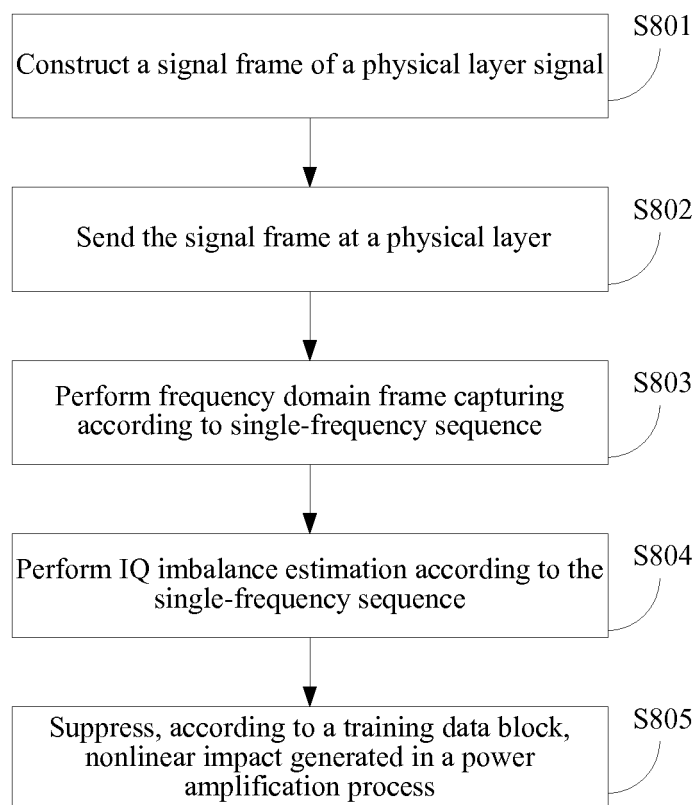 S801
Construct a signal frame of a physical layer signal
S802
Send the signal frame at a physical layer
S803
Perform frequency domain frame capturing
according to single-frequency sequence
S804
Perform IQ imbalance estimation according to the
single-frequency sequence
S805
Suppress, according to a training data block,
nonlinear impact generated in a power
amplification process